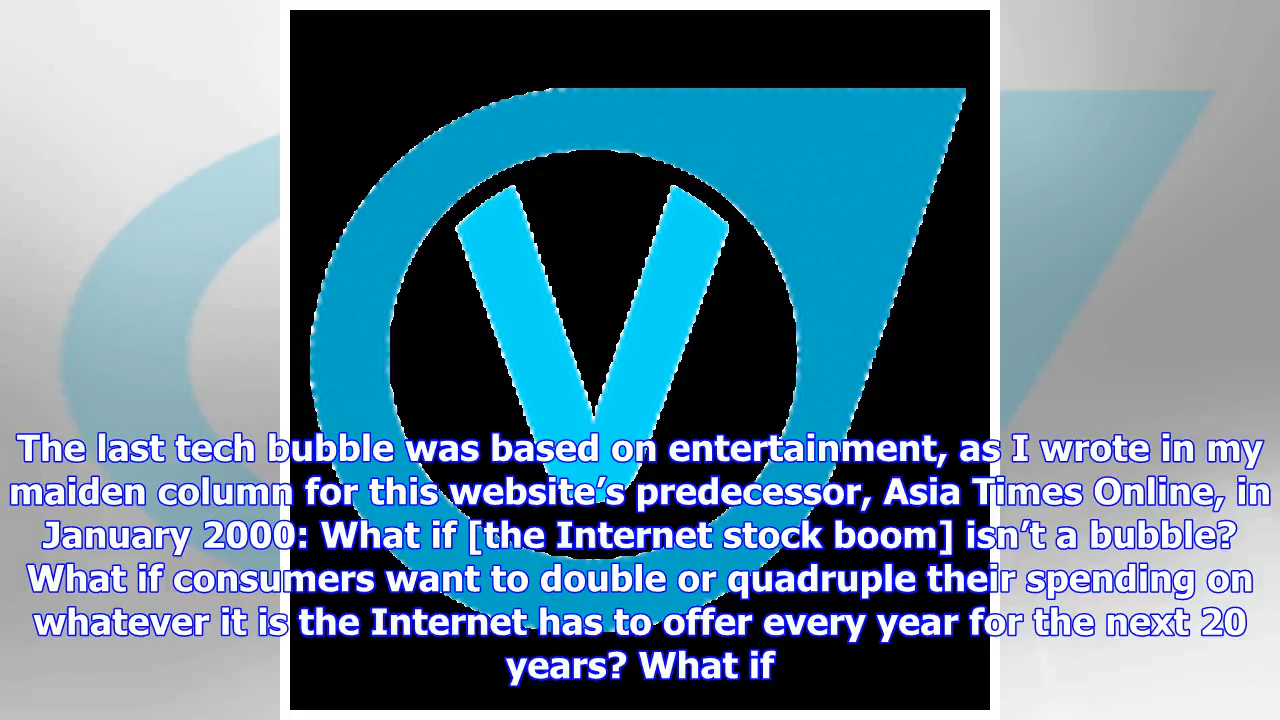 V
The last tech bubble was based on entertainment, as I wrote in my
maiden column for this website’s predecessor, Asia Times Online, in
January 2000: What if [the Internet stock boom] isn’t a bubble?
What if consumers want to double or quadruple their spending on
whatever it is the Internet has to offer every year for the next 20
years? What if